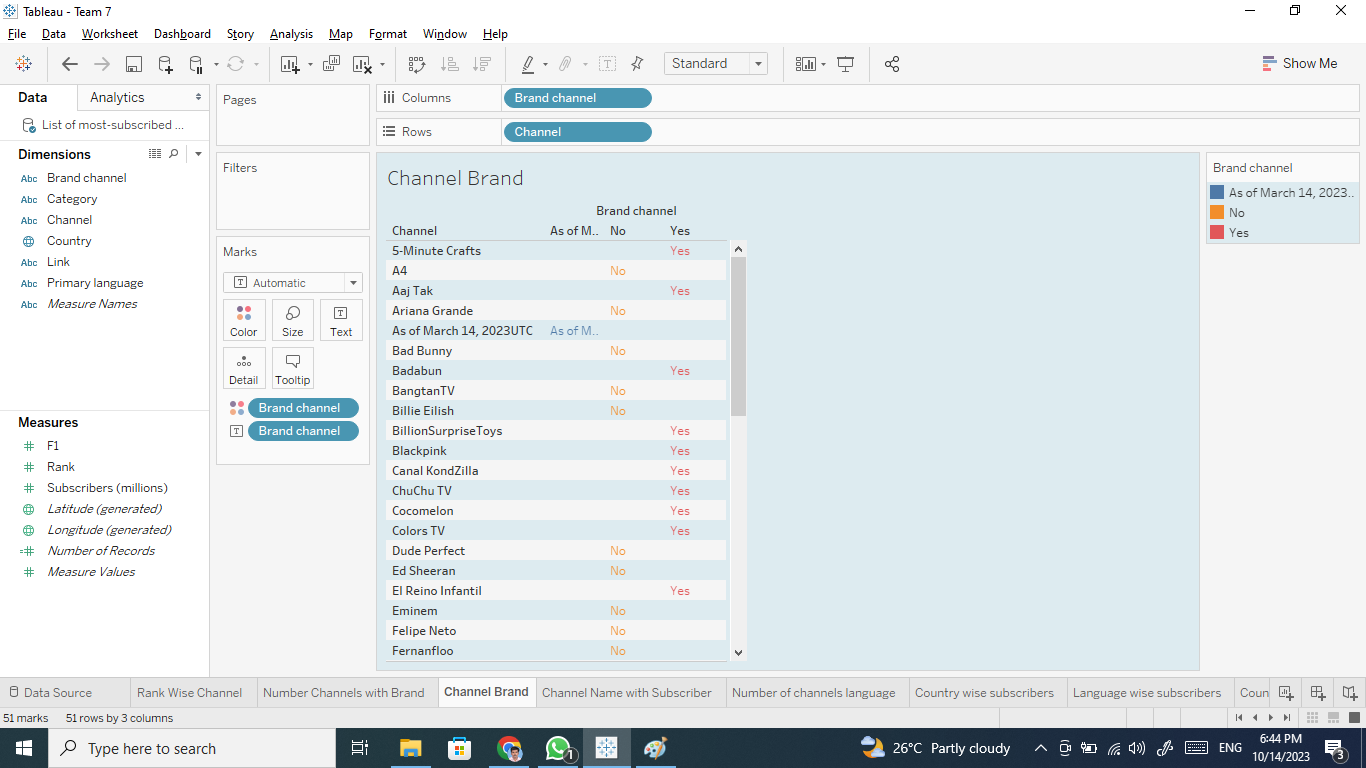 Tableau - Team 7
File Data Worksheet Dashboard Story Analysis Map Format Window Help
Standard
Show Me
Data Analytics
List of most-subscribed ...
Dimensions
Abc Brand channel
Abc Category
Abc Channel
Country
Abc Link
Abc Primary language
Abc Measure Names
Measures
F1
Rank
Subscribers (millions)
Latitude (generated)
Longitude (generated)
Number of Records
Measure Values
Pages
Filters
Marks
T Automatic
Color Size Text
Detail Tooltip
Brand channel
Brand channel
Columns Brand channel
Rows Channel
Channel Brand
Brand channel
Channel As of M.. No Yes
5-Minute Crafts Yes
A4 No
Aaj Tak Yes
Ariana Grande No
As of March 14, 2023UTC As of M..
Bad Bunny No
Badabun Yes
BangtanTV No
Billie Eilish No
BillionSurpriseToys Yes
Blackpink Yes
Canal KondZilla Yes
ChuChu TV Yes
Cocomelon Yes
Colors TV Yes
Dude Perfect No
Ed Sheeran No
El Reino Infantil Yes
Eminem No
Felipe Neto No
Fernanfloo No
Brand channel
As of March 14, 2023..
No
Yes
Data Source Rank Wise Channel Number Channels with Brand Channel Brand Channel Name with Subscriber Number of channels language Country wise subscribers Language wise subscribers Coun
51 marks 51 rows by 3 columns
Type here to search
1
26°C Partly cloudy
ENG
6:44 PM
10/14/2023
3